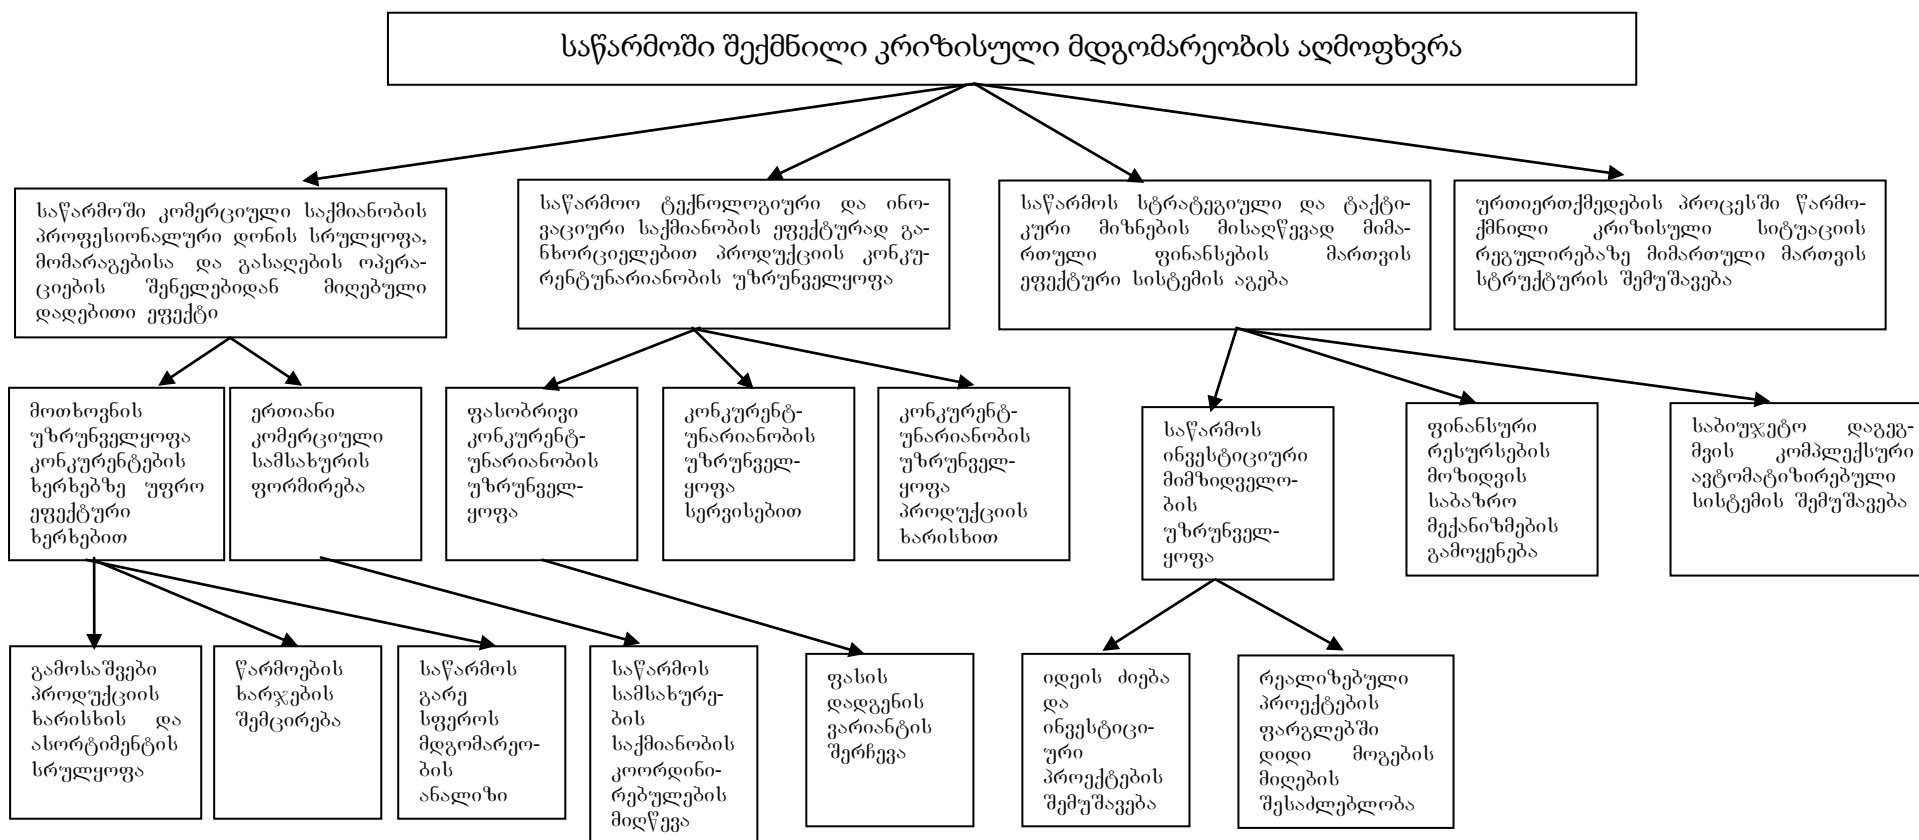 საწარმოში შექმნილი კრიზისული მდგომარეობის აღმოფხვრა
საწარმოში კომერციული საქმიანობის
პროფესიონალური დონის სრულყოფა,
მომარაგებისა და გასაღების ოპერა-
ციების შენელებიდან მიღებული
დადებითი ეფექტი
საწარმოო ტექნოლოგიური და ინო-
ვაციური საქმიანობის ეფექტურად გა-
ნხორციელებით პროდუქციის კონკუ-
რენტუნარიანობის უზრუნველყოფა
საწარმოს სტრატეგიული და ტაქტი-
კური მიზნების მისაღწევად მიმა-
რთული ფინანსების მართვის
ეფექტური სისტემის აგება
ურთიერთქმედების პროცესში წარმო-
ქმნილი კრიზისული სიტუაციის
რეგულირებაზე მიმართული მართვის
სტრუქტურის შემუშავება
მოთხოვნის
უზრუნველყოფა
კონკურენტების
ხერხებზე უფრო
ეფექტური
ხერხებით
ერთიანი
კომერციული
სამსახურის
ფორმირება
ფასობრივი
კონკურენტ-
უნარიანობის
უზრუნველ-
ყოფა
კონკურენტ-
უნარიანობის
უზრუნველ-
ყოფა
სერვისებით
კონკურენტ-
უნარიანობის
უზრუნველ-
ყოფა
პროდუქციის
ხარისხით
საწარმოს
ინვესტიციური
მიმზიდველო-
ბის
უზრუნველ-
ყოფა
ფინანსური
რესურსების
მოზიდვის
საბაზრო
მექანიზმების
გამოყენება
საბიუჯეტო დაგეგ-
მვის კომპლექსური
ავტომატიზირებული
სისტემის შემუშავება
გამოსაშვები
პროდუქციის
ხარისხის და
ასორტიმენტის
სრულყოფა
წარმოების
ხარჯების
შემცირება
საწარმოს
გარე
სფეროს
მდგომარეო-
ბის
ანალიზი
საწარმოს
სამსახურე-
ბის
საქმიანობის
კოორდინი-
რებულების
მიღწევა
ფასის
დადგენის
ვარიანტის
შერჩევა
იდეის ძიება
და
ინვესტიცი-
ური
პროექტების
შემუშავება
რეალიზებული
პროექტების
ფარგლებში
დიდი მოგების
მიღების
შესაძლებლობა